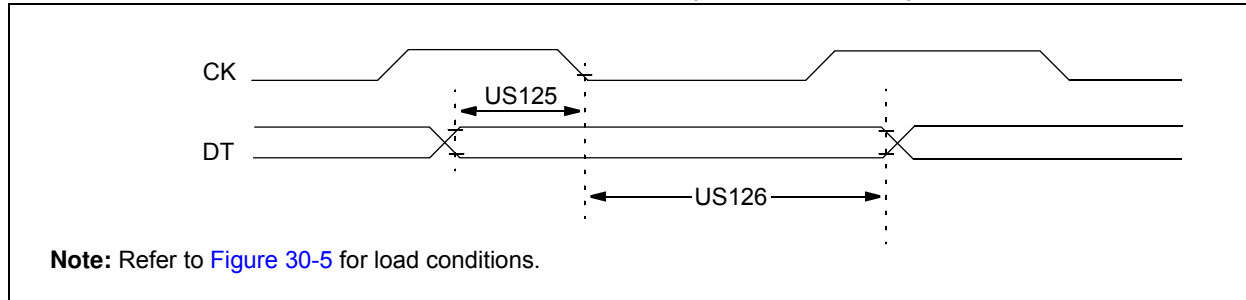 CK
US125
DT
US126
Note: Refer to Figure 30-5 for load conditions.